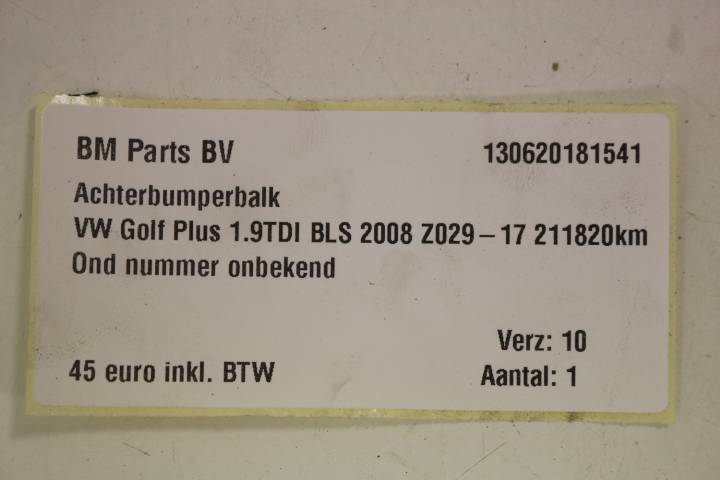 BM Parts BV 130620181541
Achterbumperbalk
VW Golf Plus 1.9TDI BLS 2008 Z029-17 211820km
Ond nummer onbekend
Verz: 10
45 euro inkl. BTW Aantal: 1